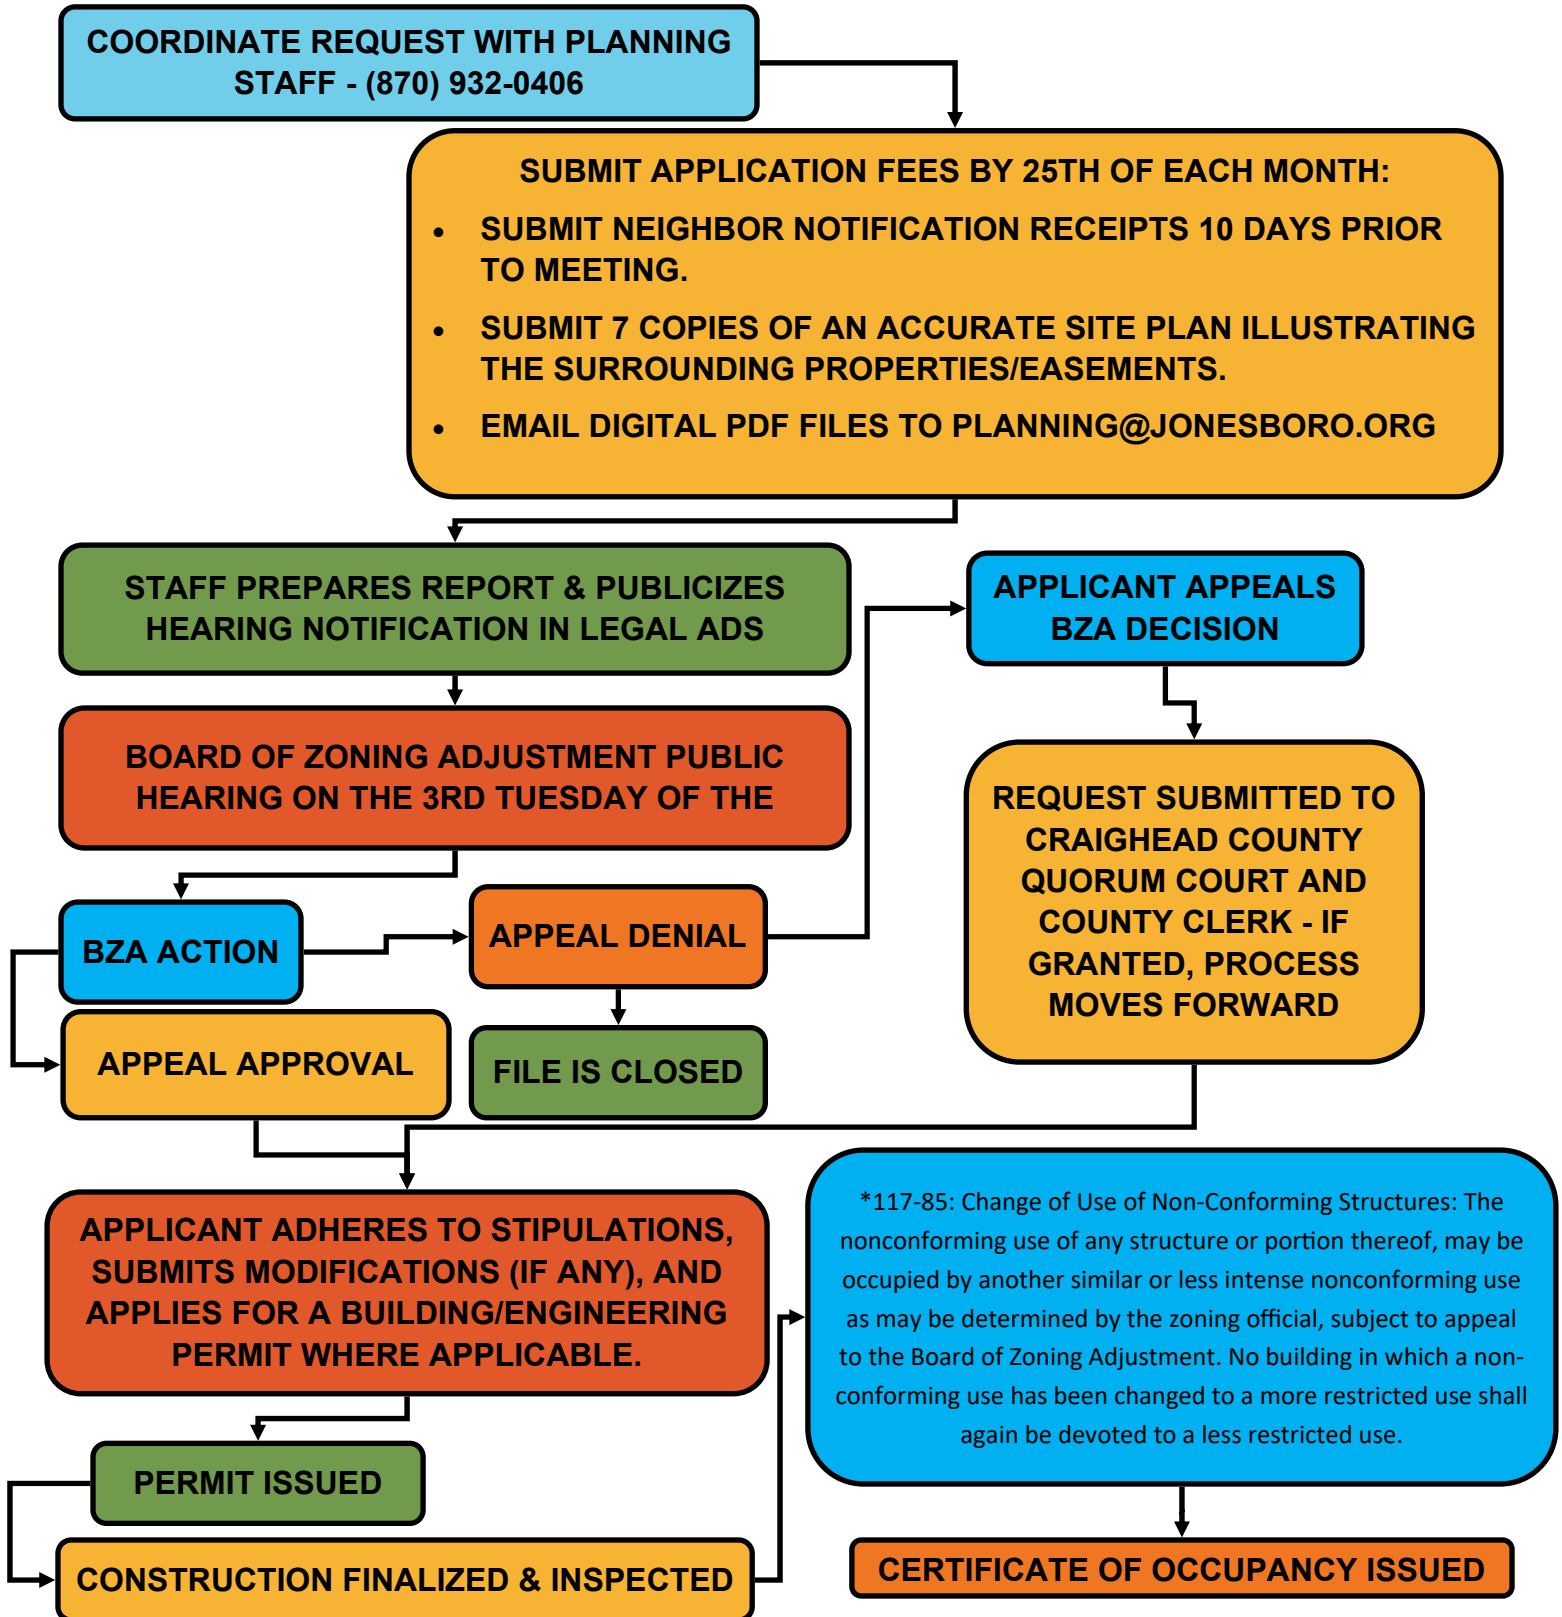 COORDINATE REQUEST WITH PLANNING
STAFF - (870) 932-0406
SUBMIT APPLICATION FEES BY 25TH OF EACH MONTH:
• SUBMIT NEIGHBOR NOTIFICATION RECEIPTS 10 DAYS PRIOR
TO MEETING.
• SUBMIT 7 COPIES OF AN ACCURATE SITE PLAN ILLUSTRATING
THE SURROUNDING PROPERTIES/EASEMENTS.
• EMAIL DIGITAL PDF FILES TO PLANNING@JONESBORO.ORG
STAFF PREPARES REPORT & PUBLICIZES
HEARING NOTIFICATION IN LEGAL ADS
APPLICANT APPEALS
BZA DECISION
BOARD OF ZONING ADJUSTMENT PUBLIC
HEARING ON THE 3RD TUESDAY OF THE
REQUEST SUBMITTED TO
CRAIGHEAD COUNTY
QUORUM COURT AND
COUNTY CLERK - IF
GRANTED, PROCESS
MOVES FORWARD
BZA ACTION
APPEAL DENIAL
APPEAL APPROVAL
FILE IS CLOSED
APPLICANT ADHERES TO STIPULATIONS,
SUBMITS MODIFICATIONS (IF ANY), AND
APPLIES FOR A BUILDING/ENGINEERING
PERMIT WHERE APPLICABLE.
*117-85: Change of Use of Non-Conforming Structures: The
nonconforming use of any structure or portion thereof, may be
occupied by another similar or less intense nonconforming use
as may be determined by the zoning official, subject to appeal
to the Board of Zoning Adjustment. No building in which a non-
conforming use has been changed to a more restricted use shall
again be devoted to a less restricted use.
PERMIT ISSUED
CONSTRUCTION FINALIZED & INSPECTED
CERTIFICATE OF OCCUPANCY ISSUED